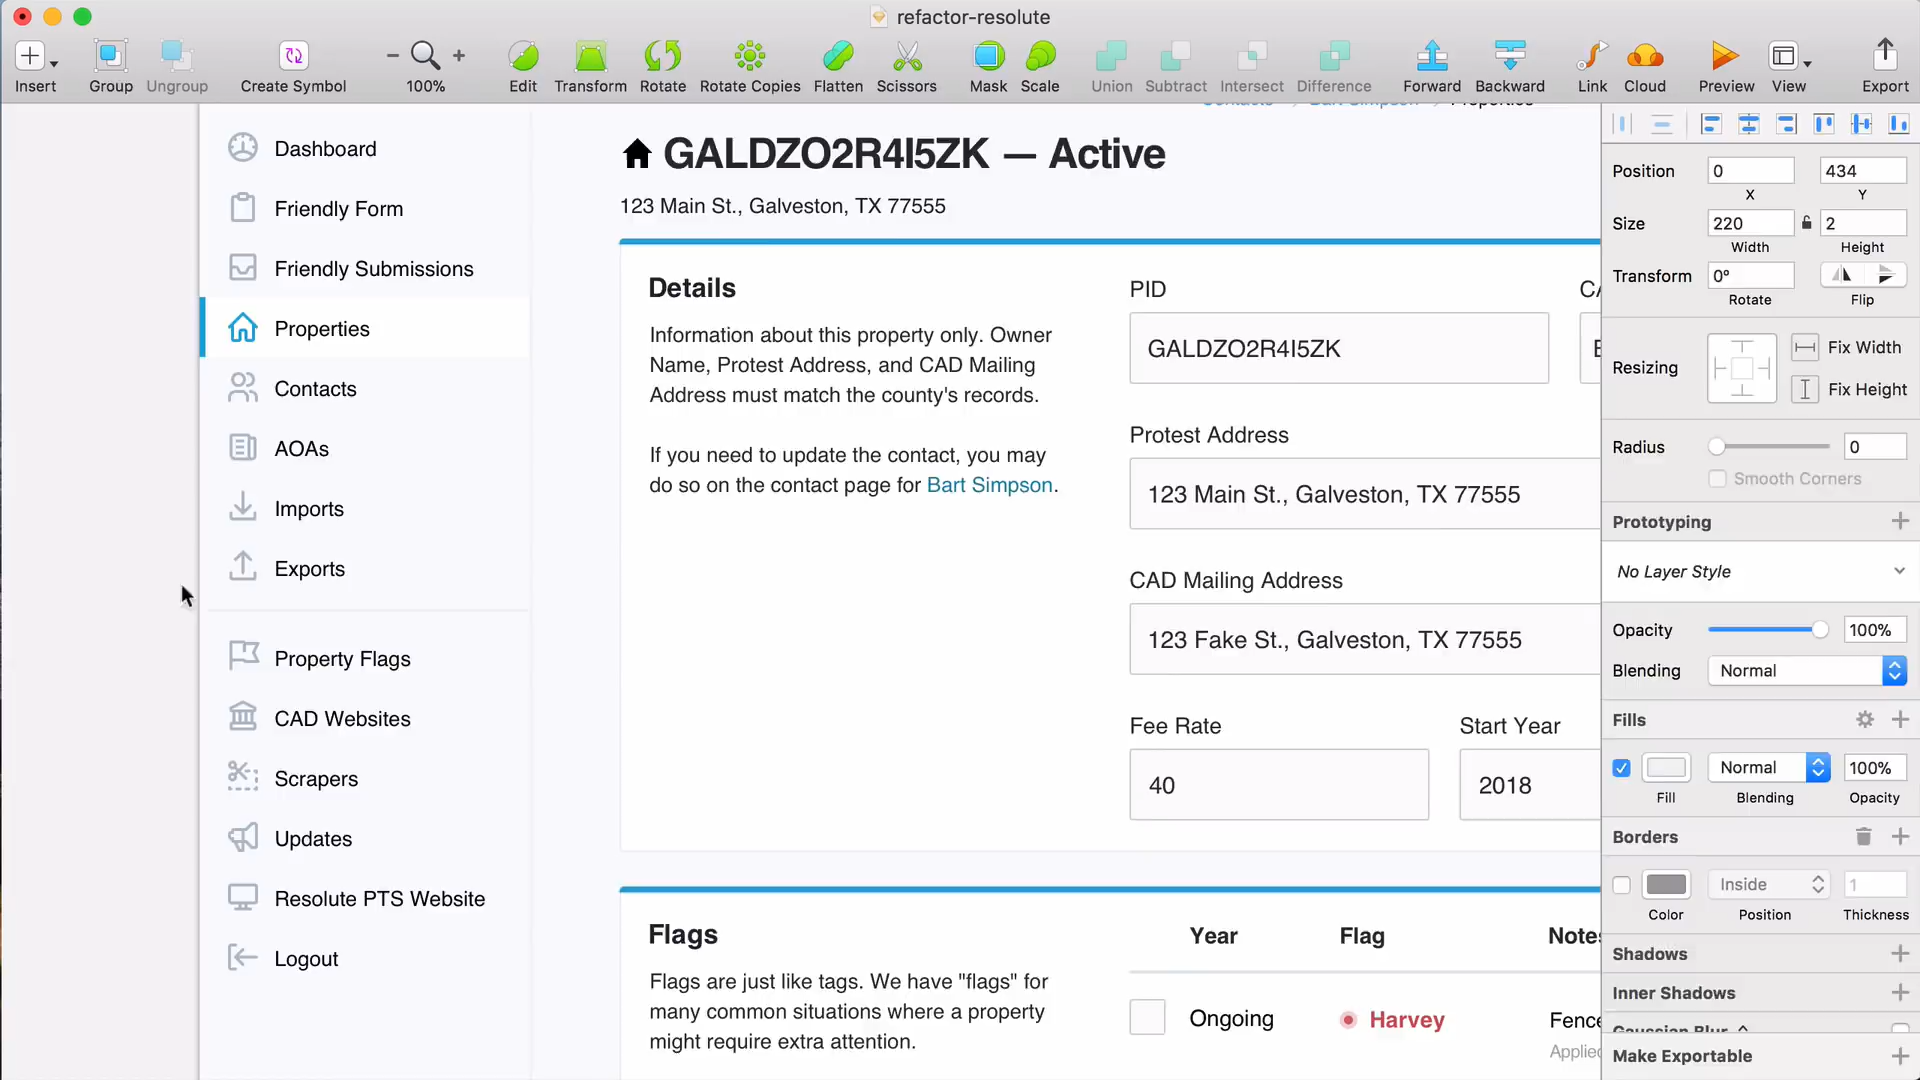 refactor-resolute
Insert
Group
Ungroup
Create Symbol
100%
Edit
Transform
Rotate
Rotate Copies
Flatten
Scissors
Mask
Scale
Union
Subtract
Intersect
Difference
Forward
Backward
Link
Cloud
Preview
View
Export
Contacts Bart Simpson Properties
Dashboard
Friendly Form
Friendly Submissions
Properties
Contacts
AOAs
Imports
Exports
Property Flags
CAD Websites
Scrapers
Updates
Resolute PTS Website
Logout
GALDZO2R4I5ZK — Active
123 Main St., Galveston, TX 77555
Details
Information about this property only. Owner
Name, Protest Address, and CAD Mailing
Address must match the county's records.
If you need to update the contact, you may
do so on the contact page for Bart Simpson.
PID
GALDZO2R4I5ZK
Protest Address
123 Main St., Galveston, TX 77555
CAD Mailing Address
123 Fake St., Galveston, TX 77555
Fee Rate
40
Start Year
2018
Flags
Flags are just like tags. We have "flags" for
many common situations where a property
might require extra attention.
Year
Flag
Notes
Ongoing
Harvey
Fence
Applied
Position
0
X
434
Y
Size
220
Width
2
Height
Transform
0°
Rotate
Flip
Resizing
Fix Width
Fix Height
Radius
0
Smooth Corners
Prototyping
No Layer Style
Opacity
100%
Blending
Normal
Fills
Normal
100%
Fill
Blending
Opacity
Borders
Inside
1
Color
Position
Thickness
Shadows
Inner Shadows
Gaussian Blur
Make Exportable